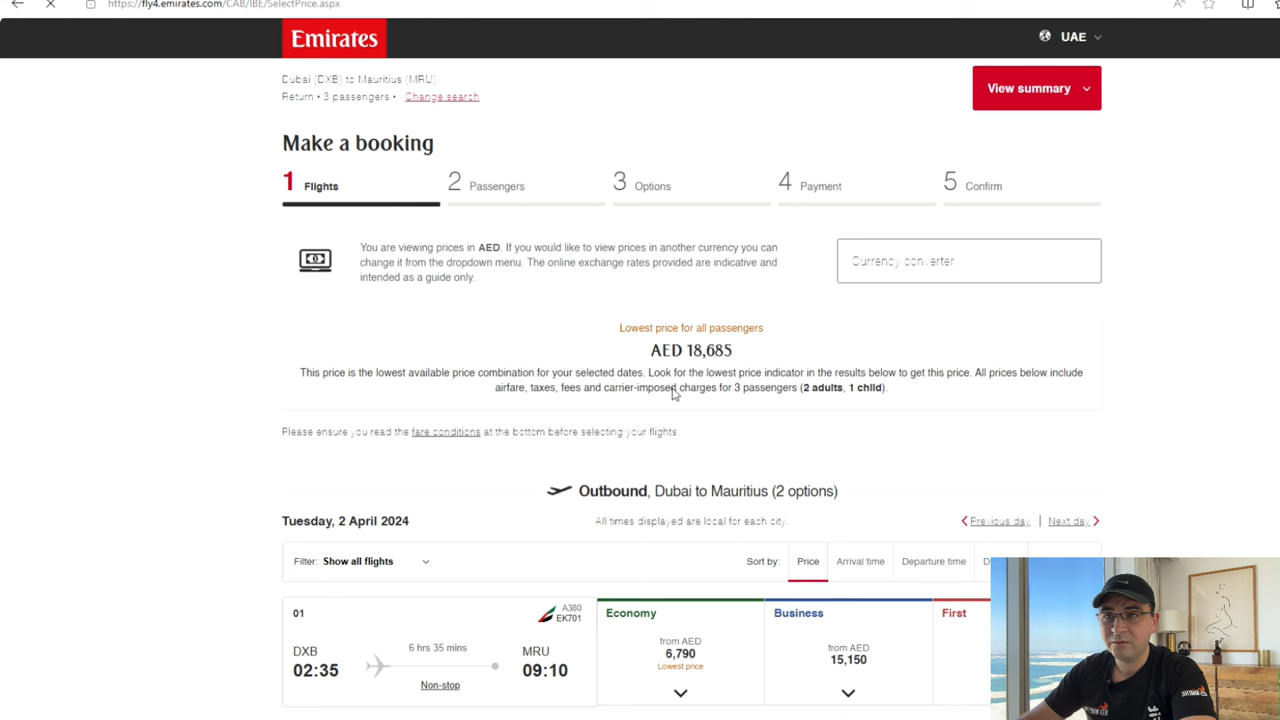 https://fly4.emirates.com/CAB/IBE/SelectPrice.aspx
Emirates
UAE
Dubai (DXB) to Mauritius (MRU)
Return • 3 passengers • Change search
View summary
Make a booking
1 Flights
2 Passengers
3 Options
4 Payment
5 Confirm
You are viewing prices in AED. If you would like to view prices in another currency you can
change it from the dropdown menu. The online exchange rates provided are indicative and
intended as a guide only.
Currency converter
Lowest price for all passengers
AED 18,685
This price is the lowest available price combination for your selected dates. Look for the lowest price indicator in the results below to get this price. All prices below include
airfare, taxes, fees and carrier-imposed charges for 3 passengers (2 adults, 1 child).
Please ensure you read the fare conditions at the bottom before selecting your flights.
Outbound, Dubai to Mauritius (2 options)
Tuesday, 2 April 2024
All times displayed are local for each city.
Previous day | Next day
Filter: Show all flights
Sort by: Price Arrival time Departure time
01
A380
EK701
DXB
02:35
6 hrs 35 mins
Non-stop
MRU
09:10
Economy
from AED
6,790
Lowest price
Business
from AED
15,150
First